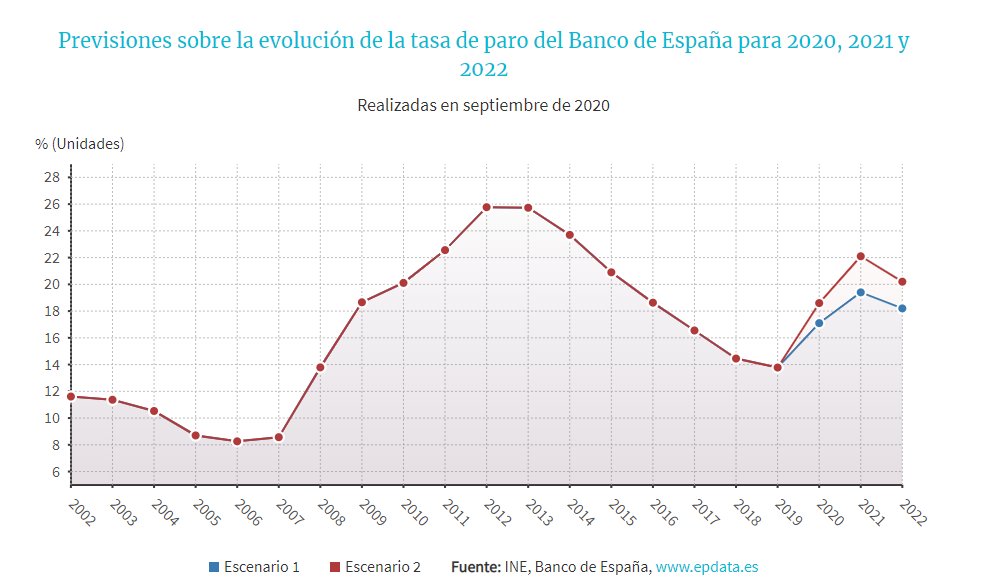 Previsiones sobre la evolución de la tasa de paro del Banco de España para 2020, 2021 y
2022
Realizadas en septiembre de 2020
% (Unidades)
28
26
24
22
20
18
16
14
12
10
8
6
2002 2003 2004 2005 2006 2007 2008 2009 2010 2011 2012 2013 2014 2015 2016 2017 2018 2019 2020 2021 2022
Escenario 1 Escenario 2 Fuente: INE, Banco de España, www.epdata.es